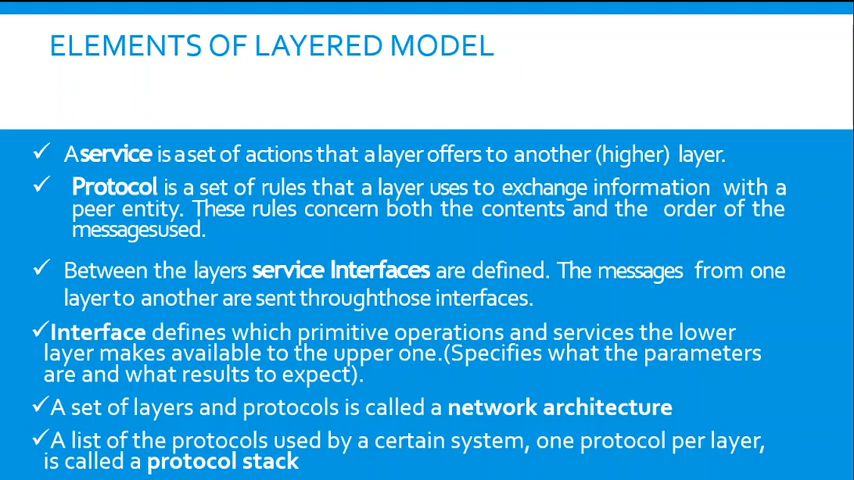 ELEMENTS OF LAYERED MODEL
✓ A service is a set of actions that a layer offers to another (higher) layer.
✓ Protocol is a set of rules that a layer uses to exchange information with a
peer entity. These rules concern both the contents and the order of the
messagesused.
✓ Between the layers service Interfaces are defined. The messages from one
layer to another are sent throughthose interfaces.
✓Interface defines which primitive operations and services the lower
layer makes available to the upper one.(Specifies what the parameters
are and what results to expect).
✓A set of layers and protocols is called a network architecture
✓A list of the protocols used by a certain system, one protocol per layer,
is called a protocol stack